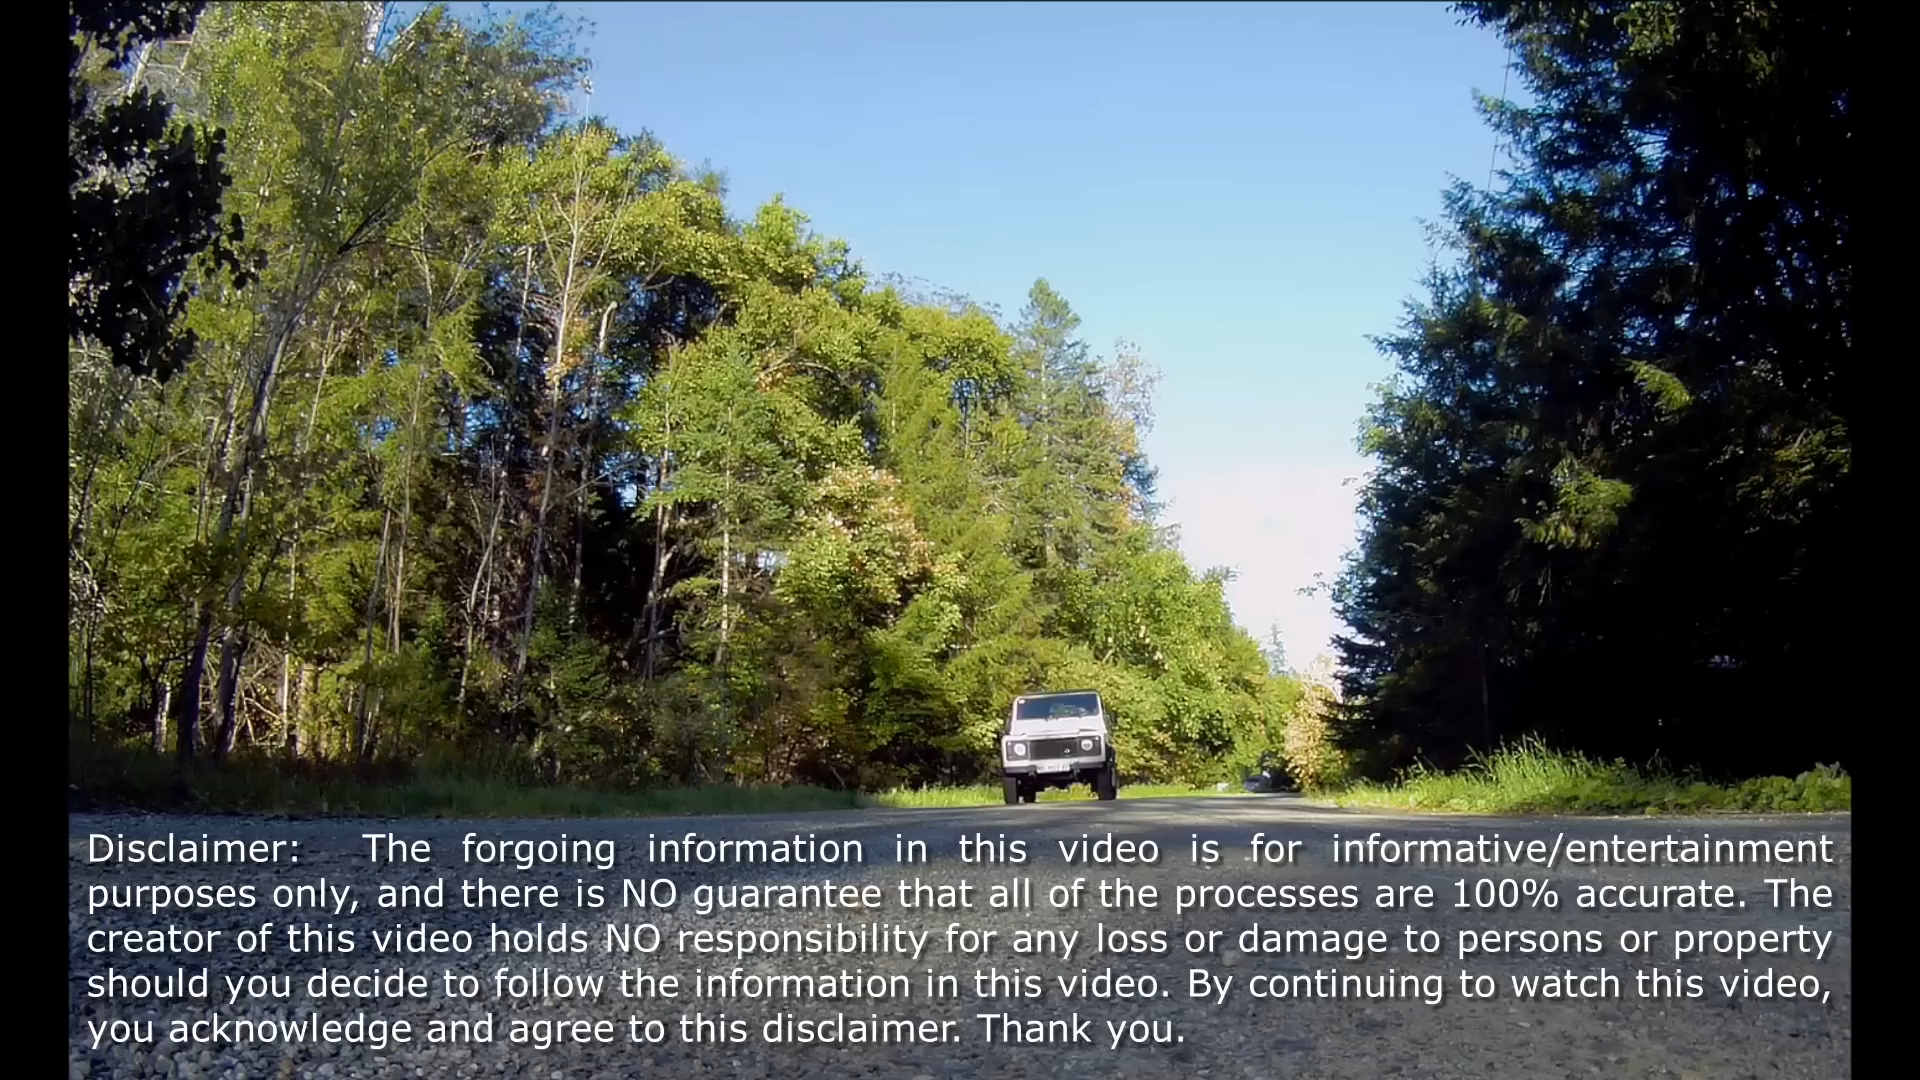 Disclaimer: The forgoing information in this video is for informative/entertainment
purposes only, and there is NO guarantee that all of the processes are 100% accurate. The
creator of this video holds NO responsibility for any loss or damage to persons or property
should you decide to follow the information in this video. By continuing to watch this video,
you acknowledge and agree to this disclaimer. Thank you.